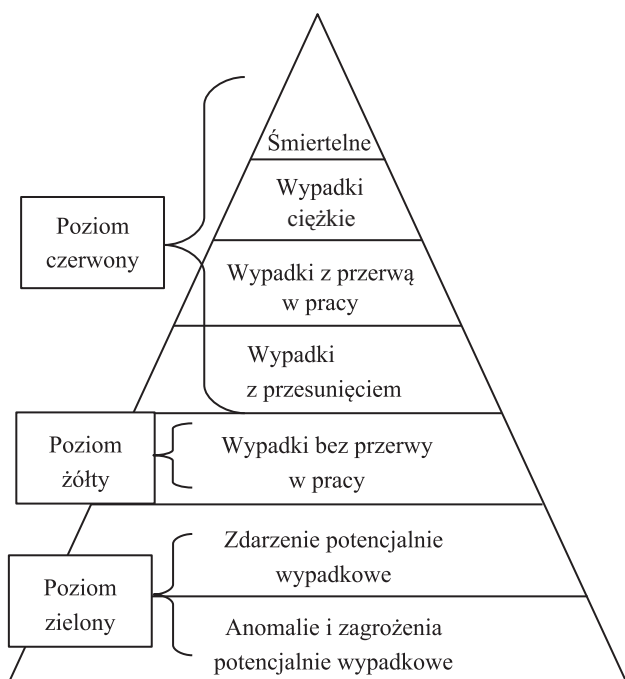 Śmiertelne
Wypadki
ciężkie
Poziom
czerwony
Wypadki z przerwą
w pracy
Wypadki
z przesunięciem
Poziom
żółty
Wypadki bez przerwy
w pracy
Zdarzenie potencjalnie
wypadkowe
Poziom
zielony
Anomalie i zagrożenia
potencjalnie wypadkowe